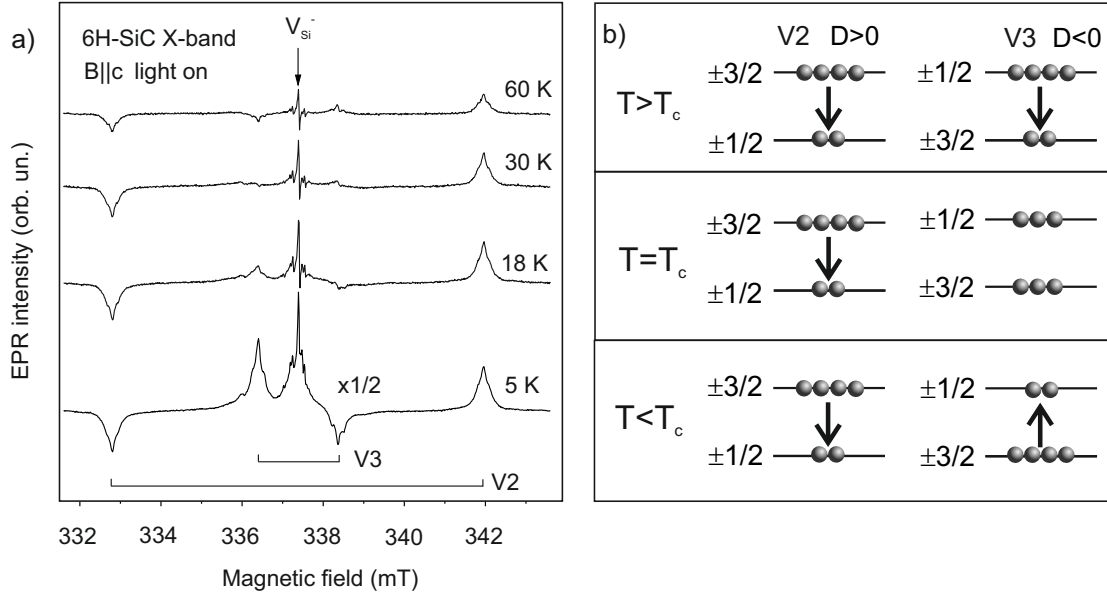 a)
6H-SiC X-band
B||c light on
V_Si^-
60 K
30 K
18 K
x1/2
5 K
V3
V2
EPR intensity (orb. un.)
332 334 336 338 340 342
Magnetic field (mT)
b)
V2 D>0 V3 D<0
±3/2 ±1/2
T>T_c
±1/2 ±3/2
±3/2 ±1/2
T=T_c
±1/2 ±3/2
±3/2 ±1/2
T<T_c
±1/2 ±3/2